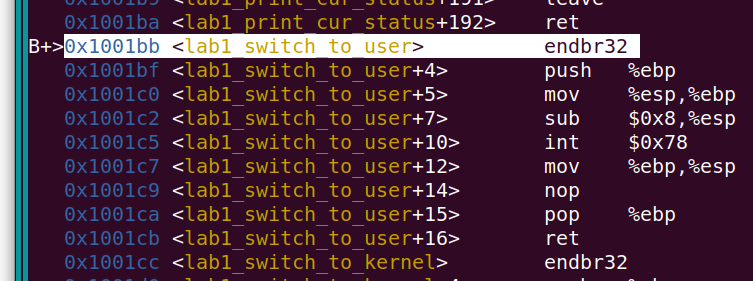 0x1001b9 <lab1_print_cur_status+191> leave
0x1001ba <lab1_print_cur_status+192> ret
B+>0x1001bb <lab1_switch_to_user> endbr32
0x1001bf <lab1_switch_to_user+4> push %ebp
0x1001c0 <lab1_switch_to_user+5> mov %esp,%ebp
0x1001c2 <lab1_switch_to_user+7> sub $0x8,%esp
0x1001c5 <lab1_switch_to_user+10> int $0x78
0x1001c7 <lab1_switch_to_user+12> mov %ebp,%esp
0x1001c9 <lab1_switch_to_user+14> nop
0x1001ca <lab1_switch_to_user+15> pop %ebp
0x1001cb <lab1_switch_to_user+16> ret
0x1001cc <lab1_switch_to_kernel> endbr32